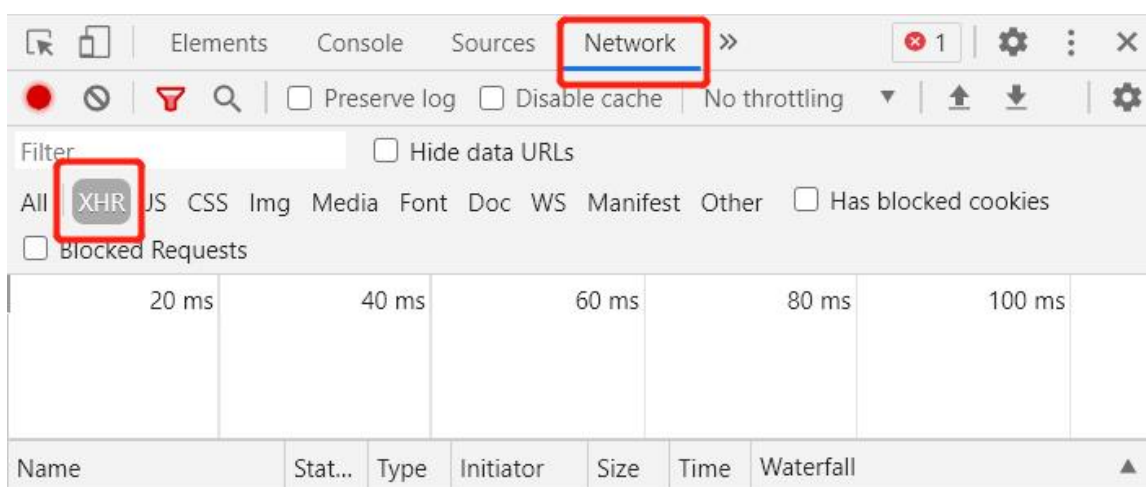 Elements Console Sources Network » 1
Preserve log Disable cache No throttling
Filter Hide data URLs
All XHR JS CSS Img Media Font Doc WS Manifest Other Has blocked cookies
Blocked Requests
20 ms 40 ms 60 ms 80 ms 100 ms
Name Stat... Type Initiator Size Time Waterfall